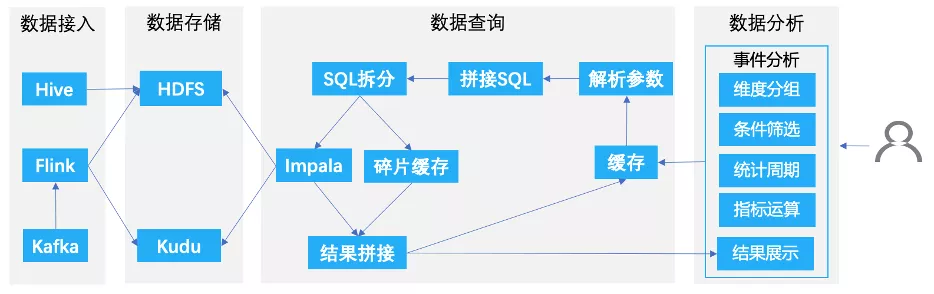 数据接入
数据存储
数据查询
数据分析
事件分析
Hive
HDFS
SQL拆分
拼接SQL
解析参数
维度分组
条件筛选
Flink
Impala
碎片缓存
缓存
统计周期
指标运算
Kafka
Kudu
结果拼接
结果展示